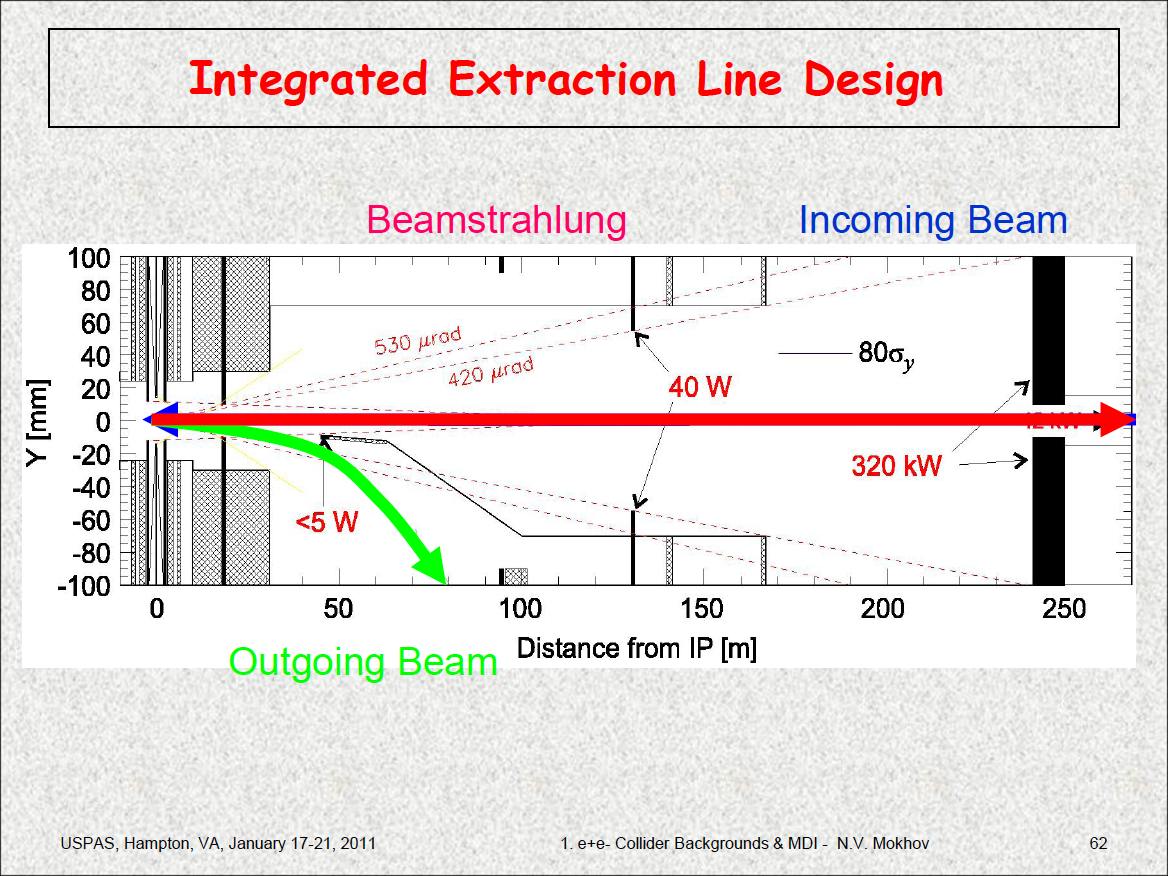 Integrated Extraction Line Design
Beamstrahlung
Incoming Beam
100
80
60
40
20
0
-20
-40
-60
-80
-100
Y [mm]
530 μrad
420 μrad
80σy
40 W
320 kW
<5 W
0 50 100 150 200 250
Distance from IP [m]
Outgoing Beam
USPAS, Hampton, VA, January 17-21, 2011 1. e+e- Collider Backgrounds & MDI - N.V. Mokhov 62